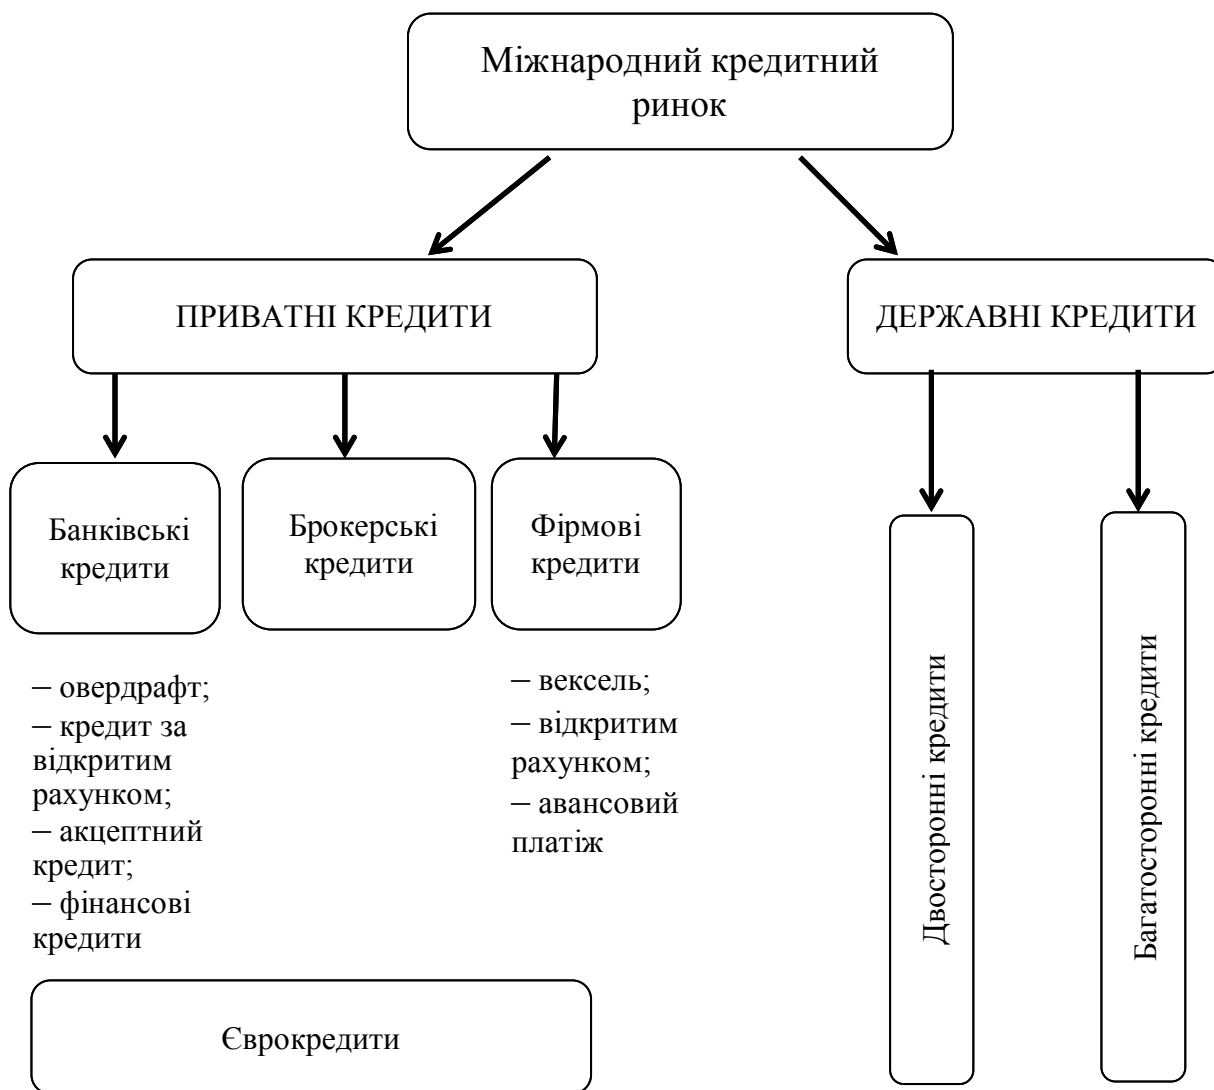 Міжнародний кредитний
ринок
ПРИВАТНІ КРЕДИТИ
ДЕРЖАВНІ КРЕДИТИ
Банківські
кредити
Брокерські
кредити
Фірмові
кредити
– овердрафт;
– кредит за
відкритим
рахунком;
– акцептний
кредит;
– фінансові
кредити
– вексель;
– відкритим
рахунком;
– авансовий
платіж
Двосторонні кредити
Багатосторонні кредити
Єврокредити